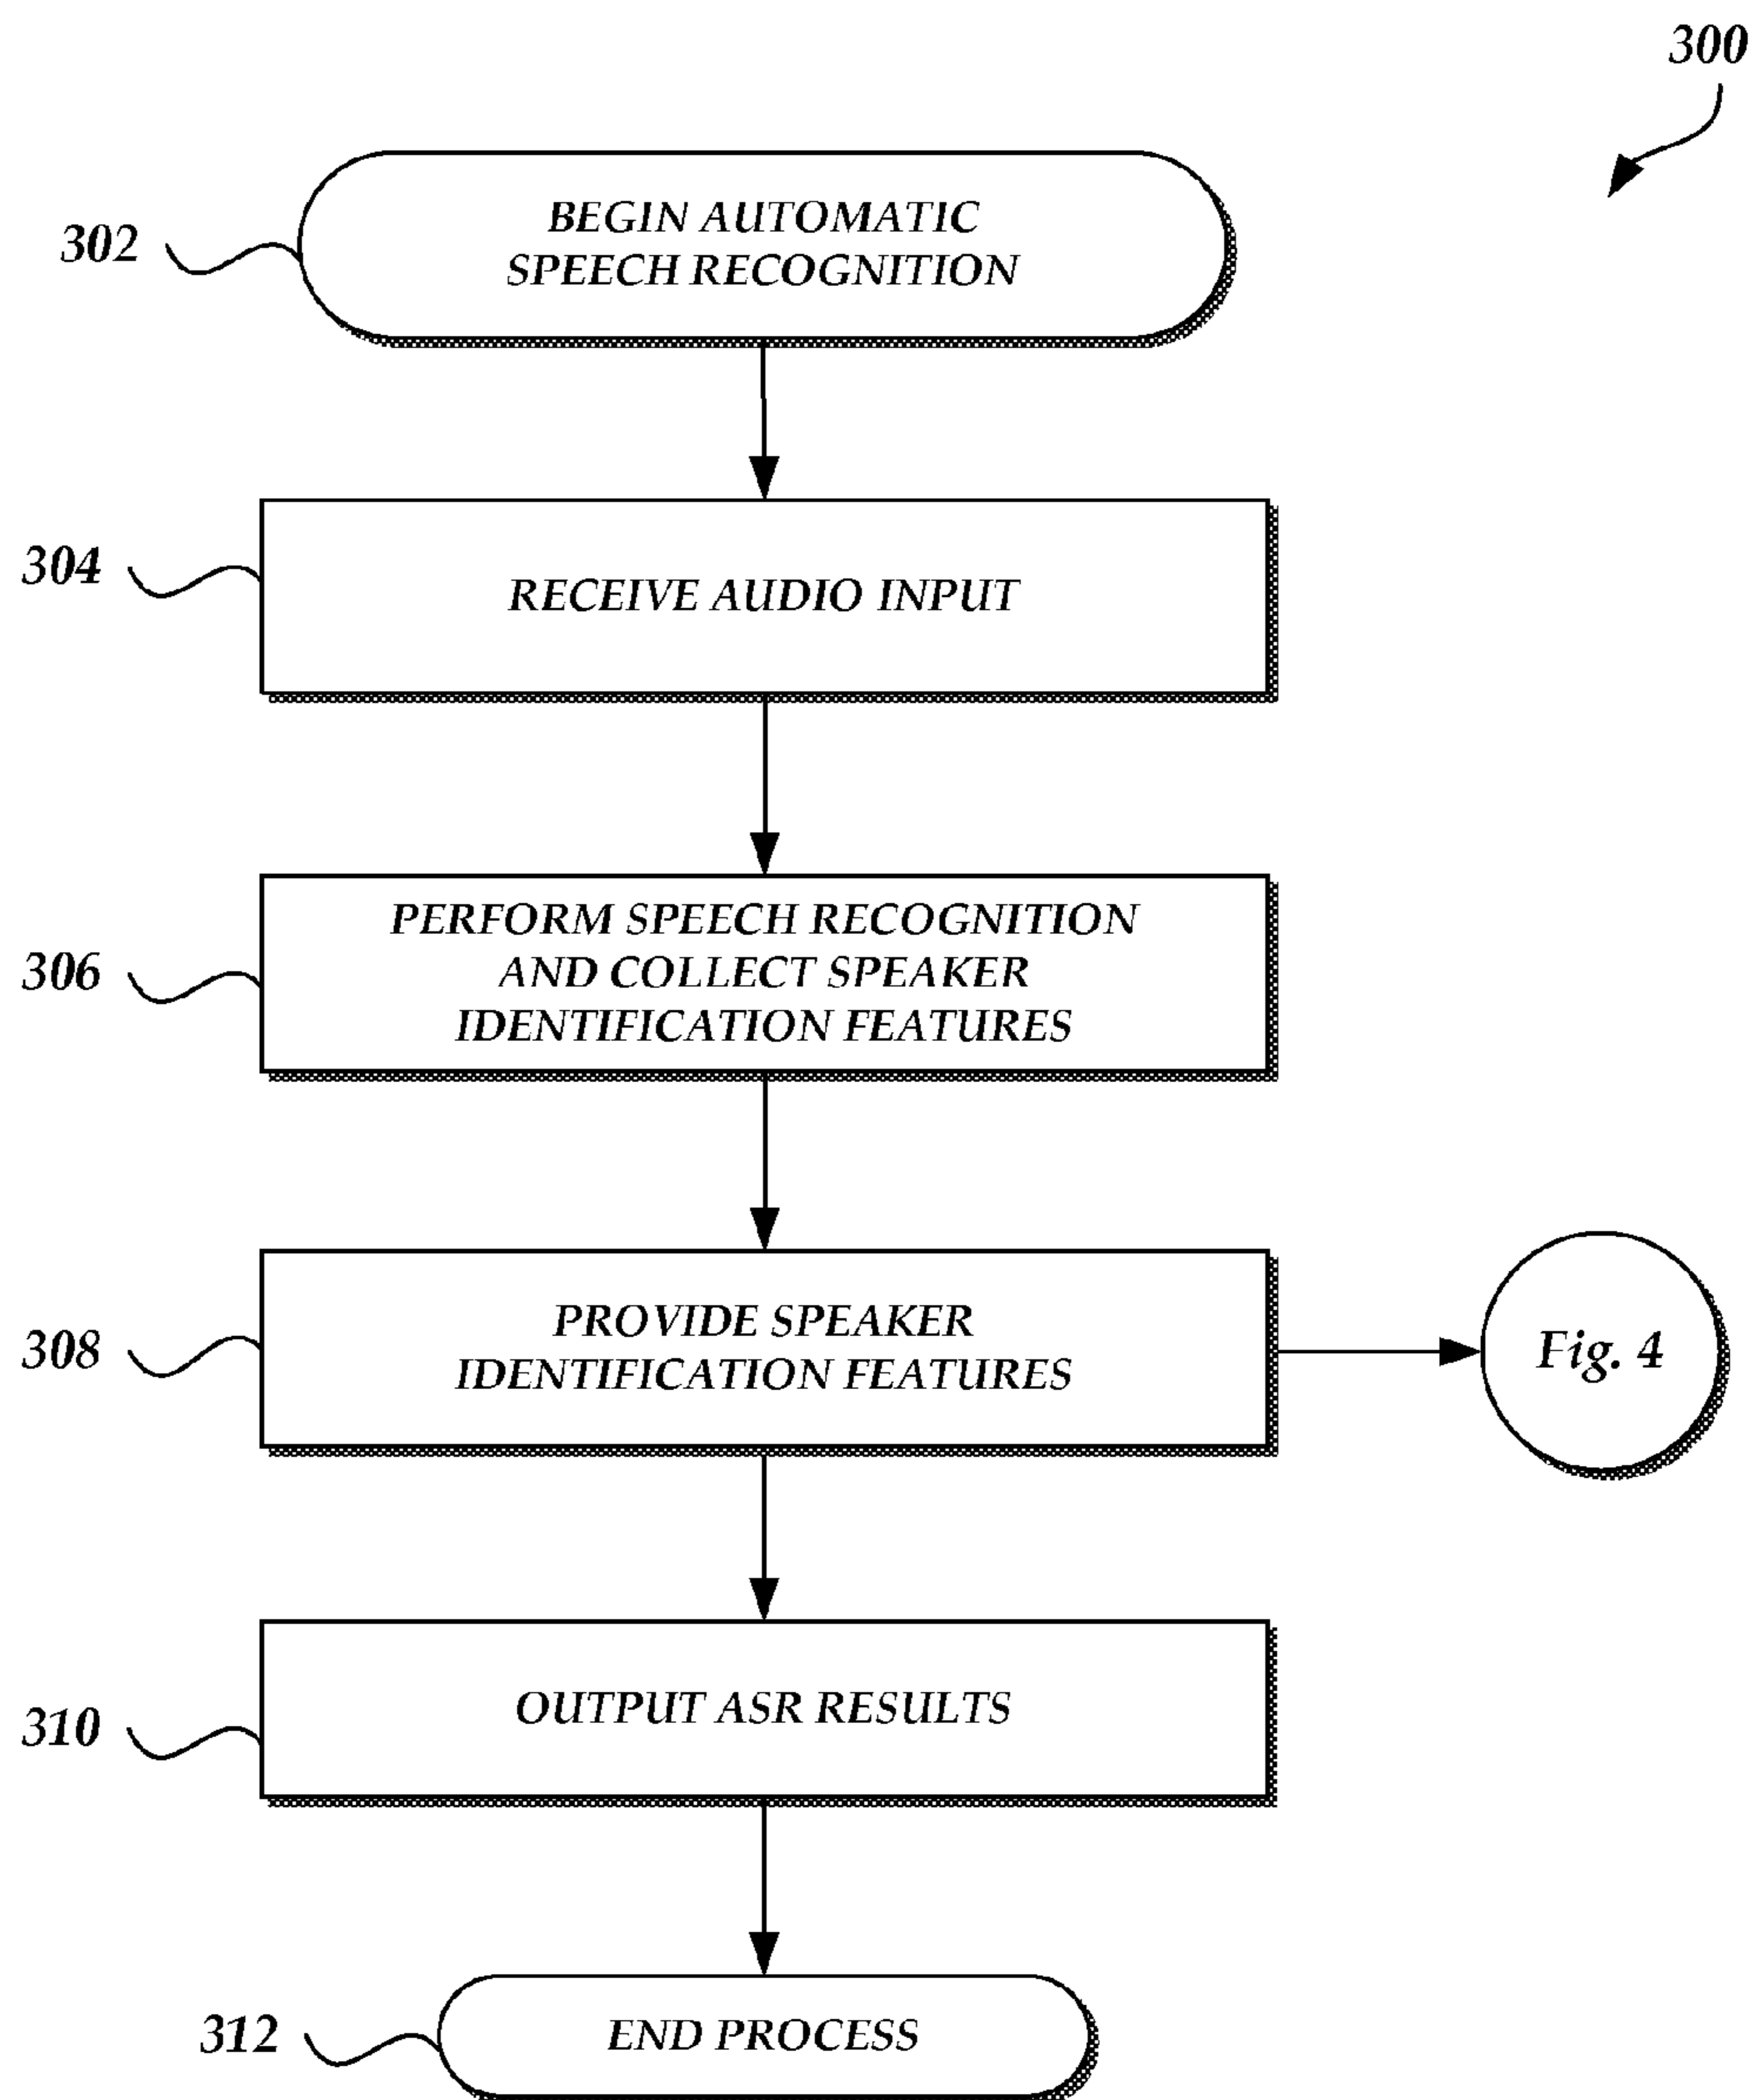 300
302
BEGIN AUTOMATIC
SPEECH RECOGNITION
304
RECEIVE AUDIO INPUT
306
PERFORM SPEECH RECOGNITION
AND COLLECT SPEAKER
IDENTIFICATION FEATURES
308
PROVIDE SPEAKER
IDENTIFICATION FEATURES
Fig. 4
310
OUTPUT ASR RESULTS
312
END PROCESS